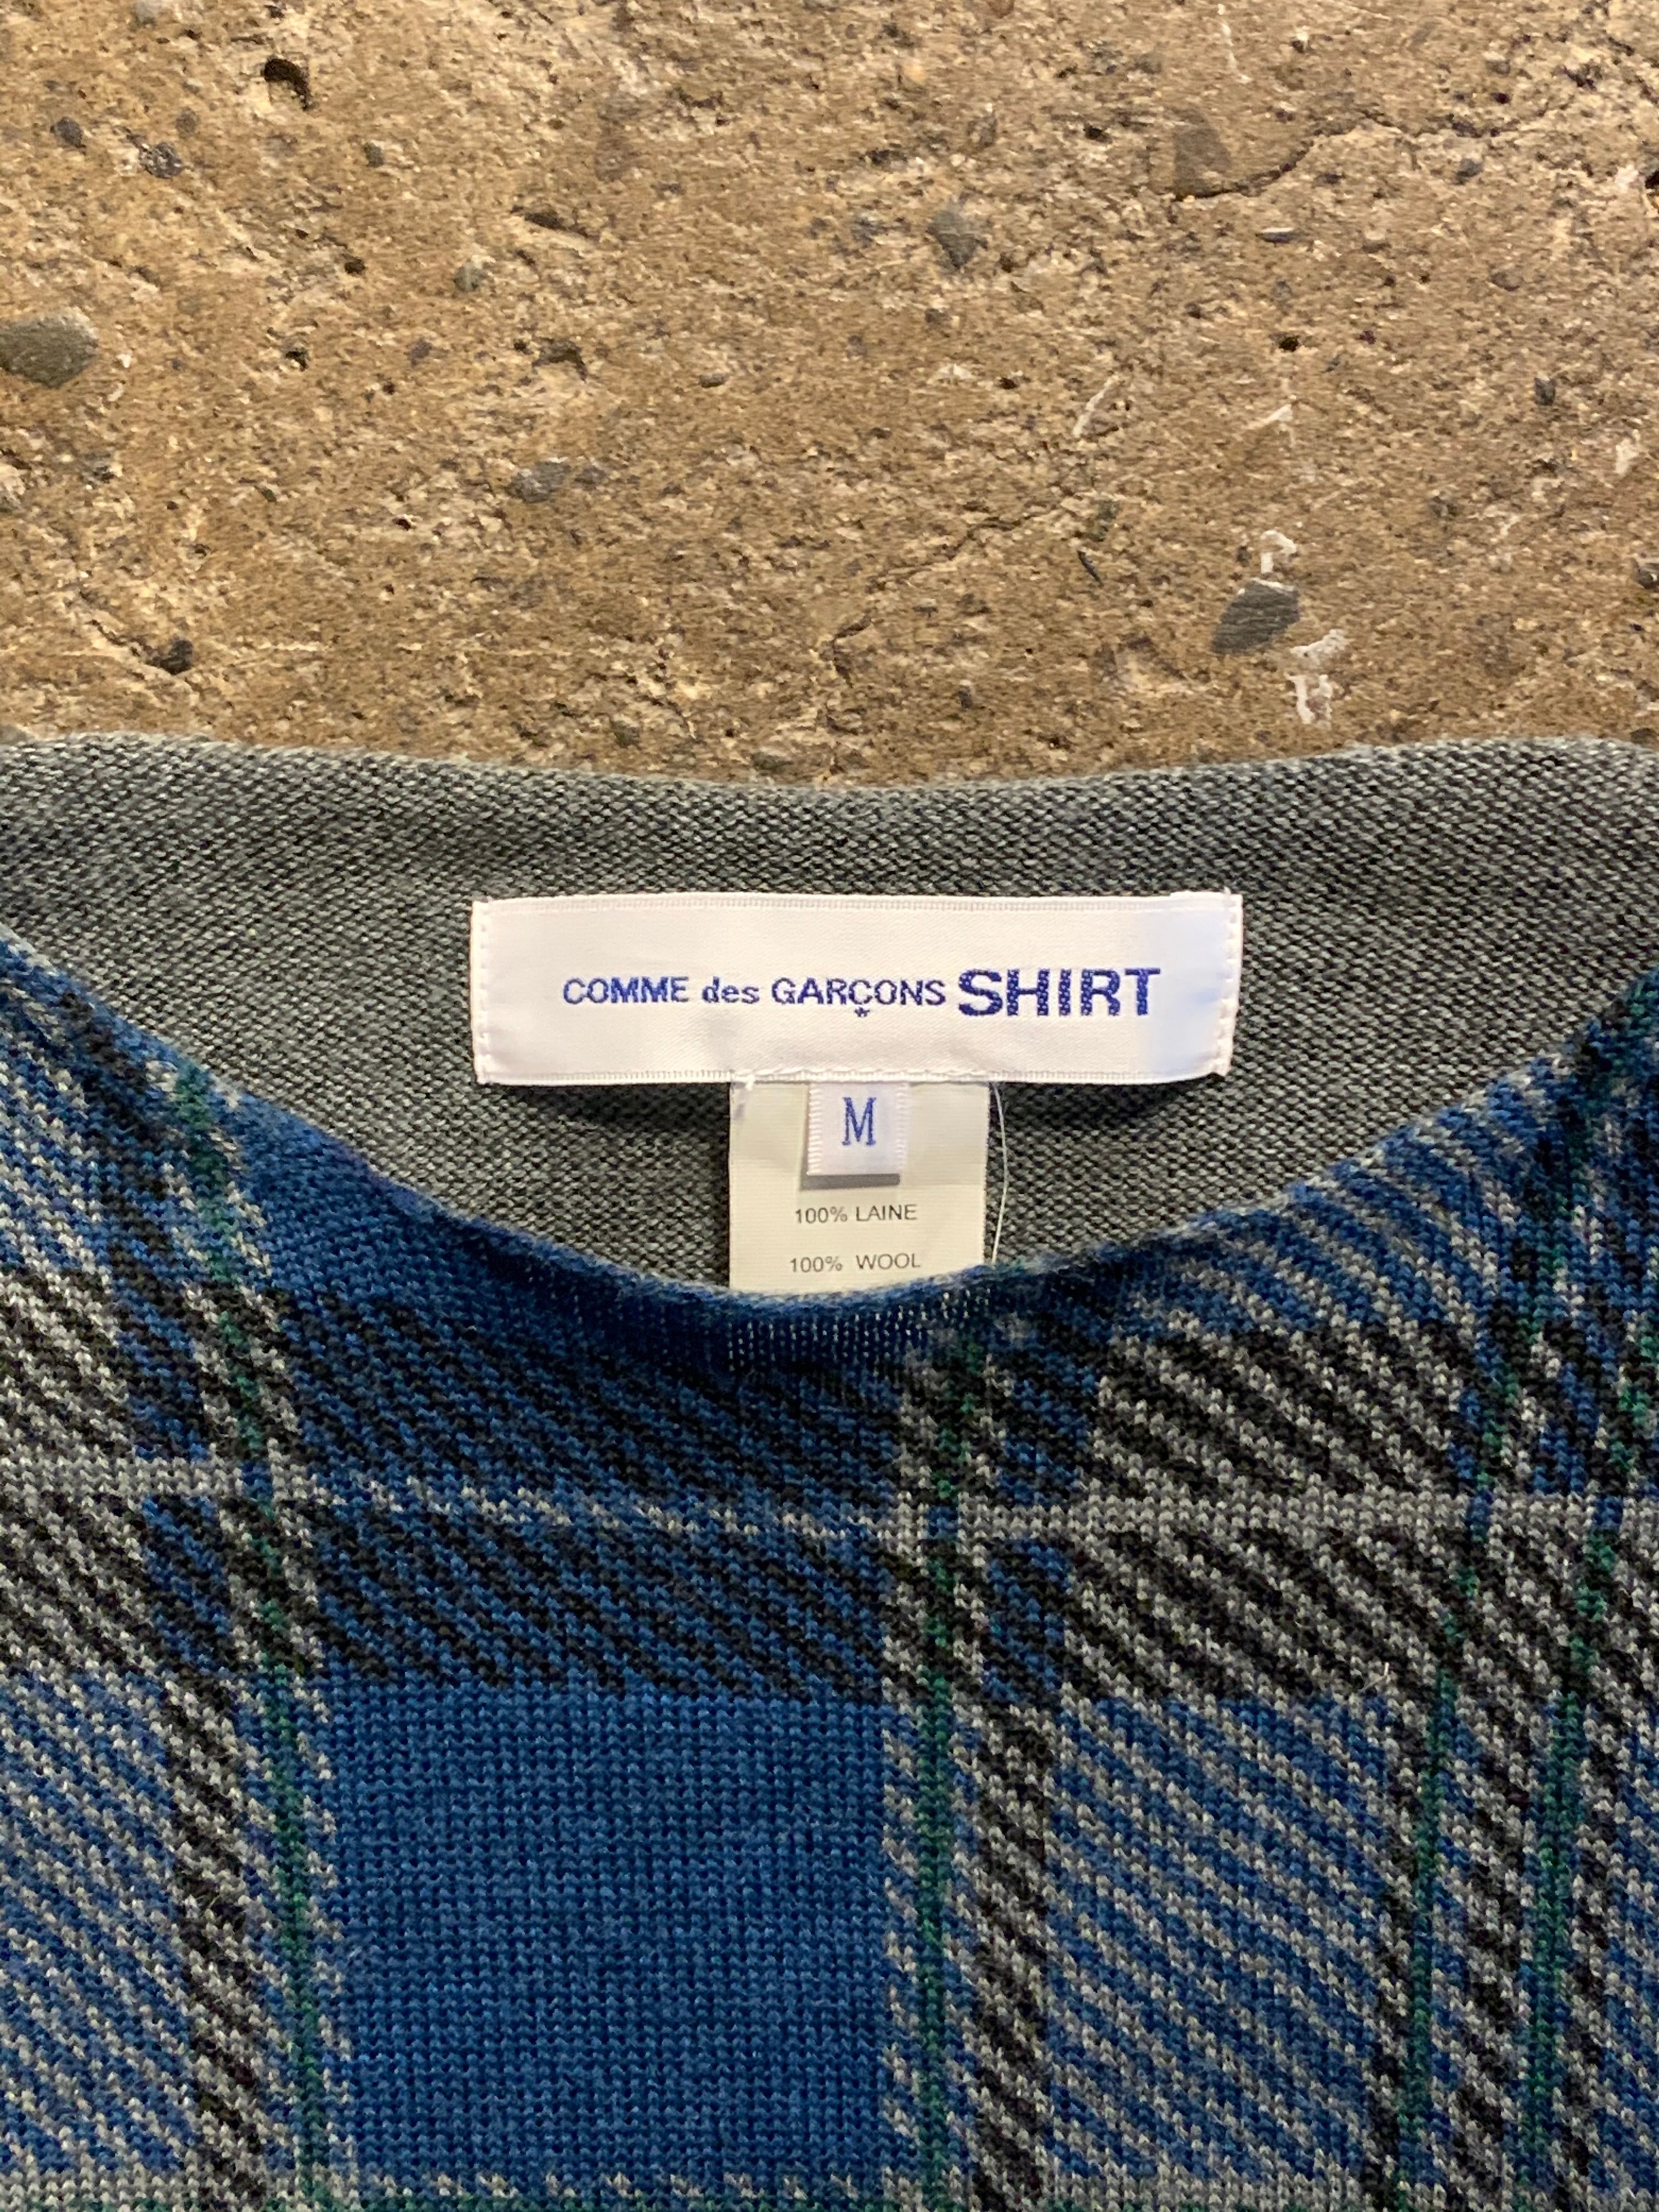 COMME des GARÇONS SHIRT
M
100% LAINE
100% WOOL